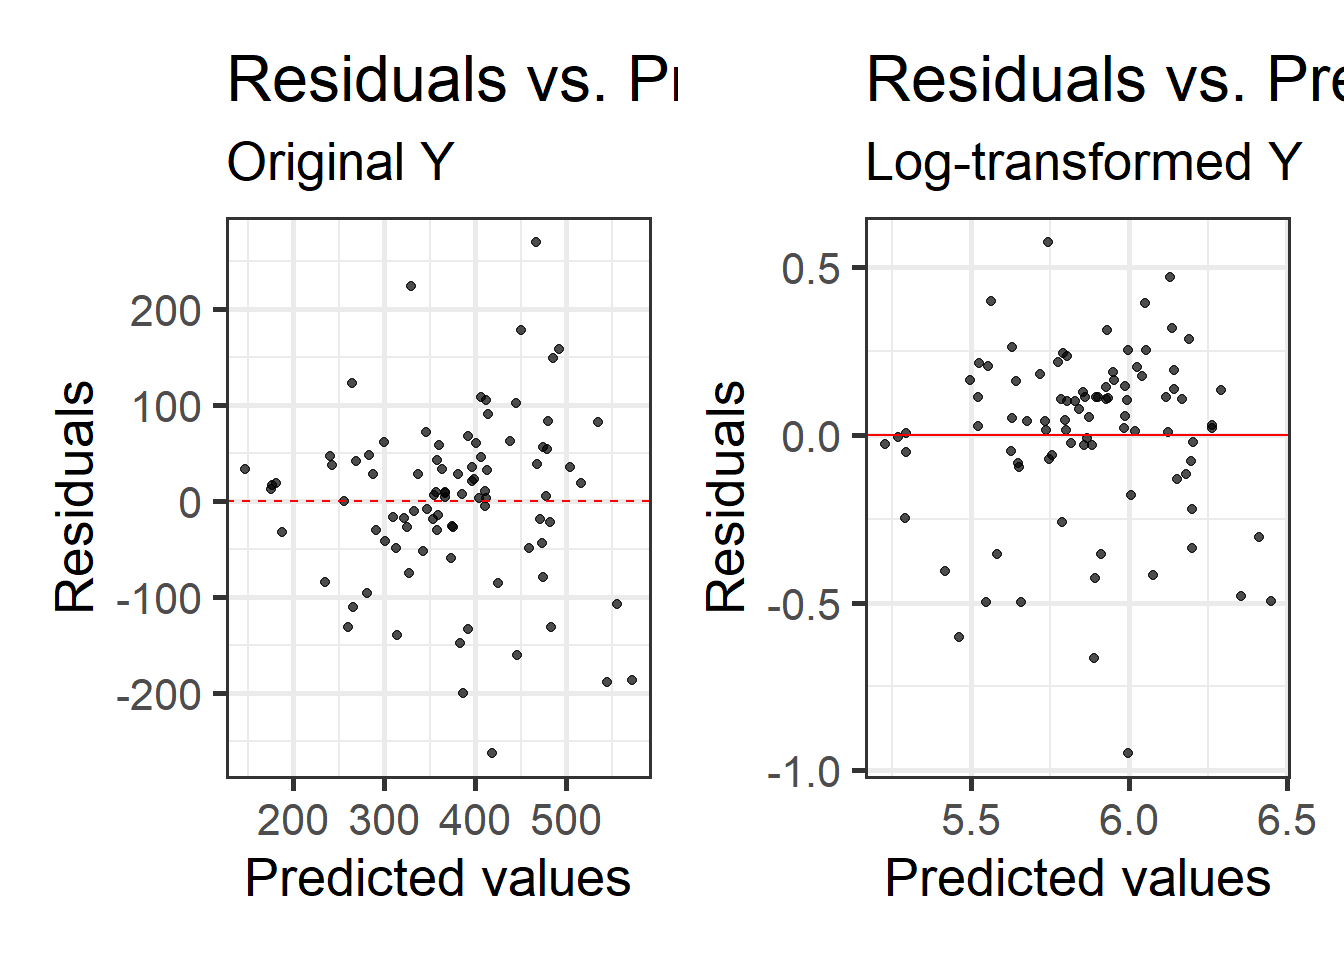 Residuals vs. Pr
Original Y
Residuals
200
100
0
-100
-200
200 300 400 500
Predicted values
Residuals vs. Pre
Log-transformed Y
Residuals
0.5
0.0
-0.5
-1.0
5.5 6.0 6.5
Predicted values